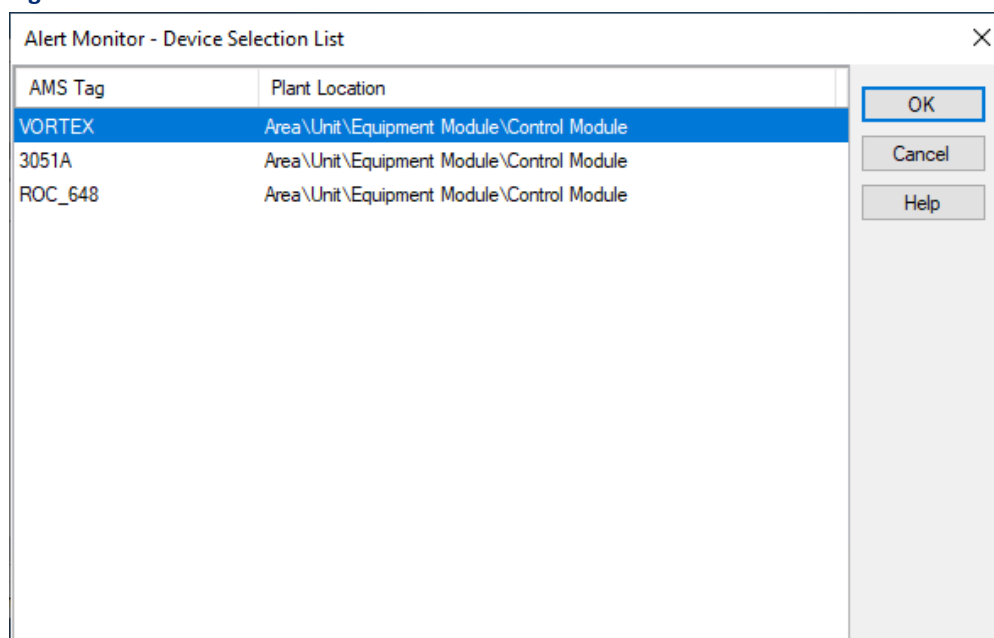 Alert Monitor - Device Selection List
AMS Tag Plant Location
VORTEX Area\Unit\Equipment Module\Control Module
3051A Area\Unit\Equipment Module\Control Module
ROC_648 Area\Unit\Equipment Module\Control Module
OK
Cancel
Help